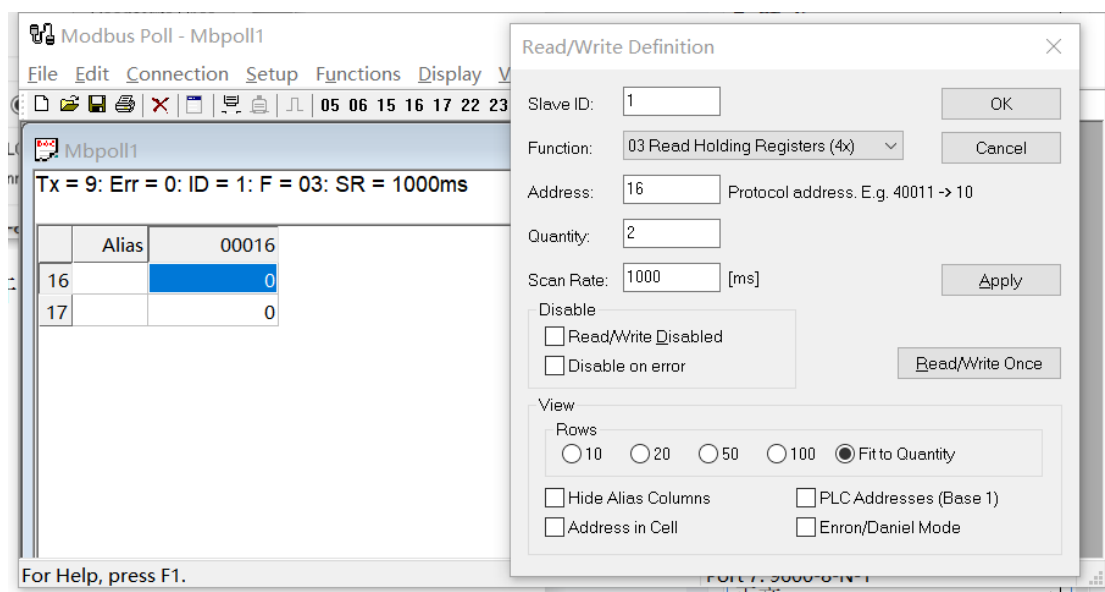 Modbus Poll - Mbpoll1
File Edit Connection Setup Functions Display V
05 06 15 16 17 22 23
Mbpoll1
Tx = 9: Err = 0: ID = 1: F = 03: SR = 1000ms
Alias 00016
16 0
17 0
For Help, press F1.
Read/Write Definition
Slave ID: 1 OK
Function: 03 Read Holding Registers (4x) Cancel
Address: 16 Protocol address. E.g. 40011 -> 10
Quantity: 2
Scan Rate: 1000 [ms] Apply
Disable
Read/Write Disabled
Disable on error
Read/Write Once
View
Rows
10 20 50 100 Fit to Quantity
Hide Alias Columns PLC Addresses (Base 1)
Address in Cell Enron/Daniel Mode
Port 7: 9600-8-N-1